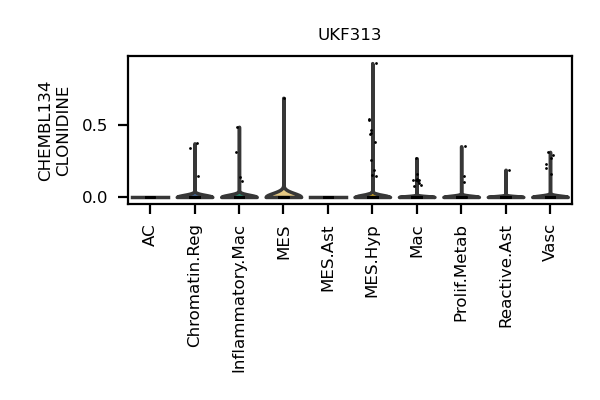 UKF313
CHEMBL134
CLONIDINE
0.5
0.0
AC
Chromatin.Reg
Inflammatory.Mac
MES
MES.Ast
MES.Hyp
Mac
Prolif.Metab
Reactive.Ast
Vasc